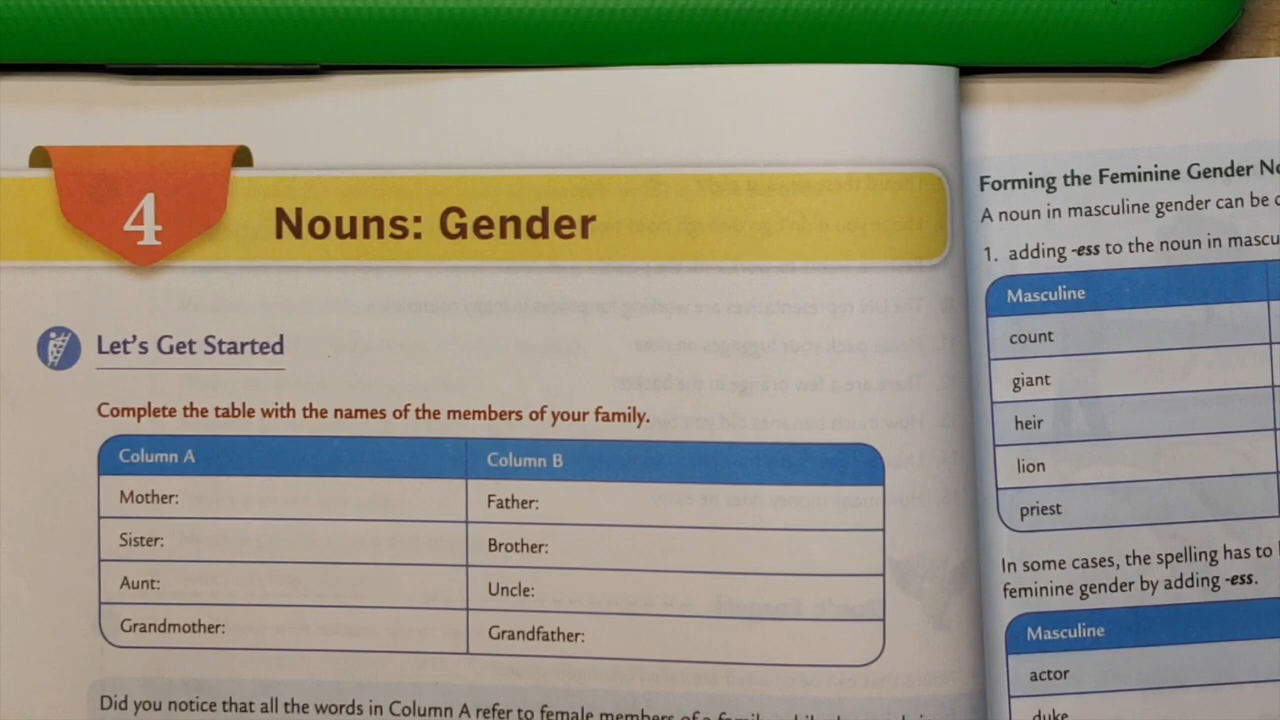 4
Nouns: Gender
Let's Get Started
Complete the table with the names of the members of your family.
Column A Column B
Mother: Father:
Sister: Brother:
Aunt: Uncle:
Grandmother: Grandfather:
Did you notice that all the words in Column A refer to female members of a family
Forming the Feminine Gender
A noun in masculine gender can be
1. adding -ess to the noun in
Masculine
count
giant
heir
lion
priest
In some cases, the spelling has to
feminine gender by adding -ess.
Masculine
actor
duke